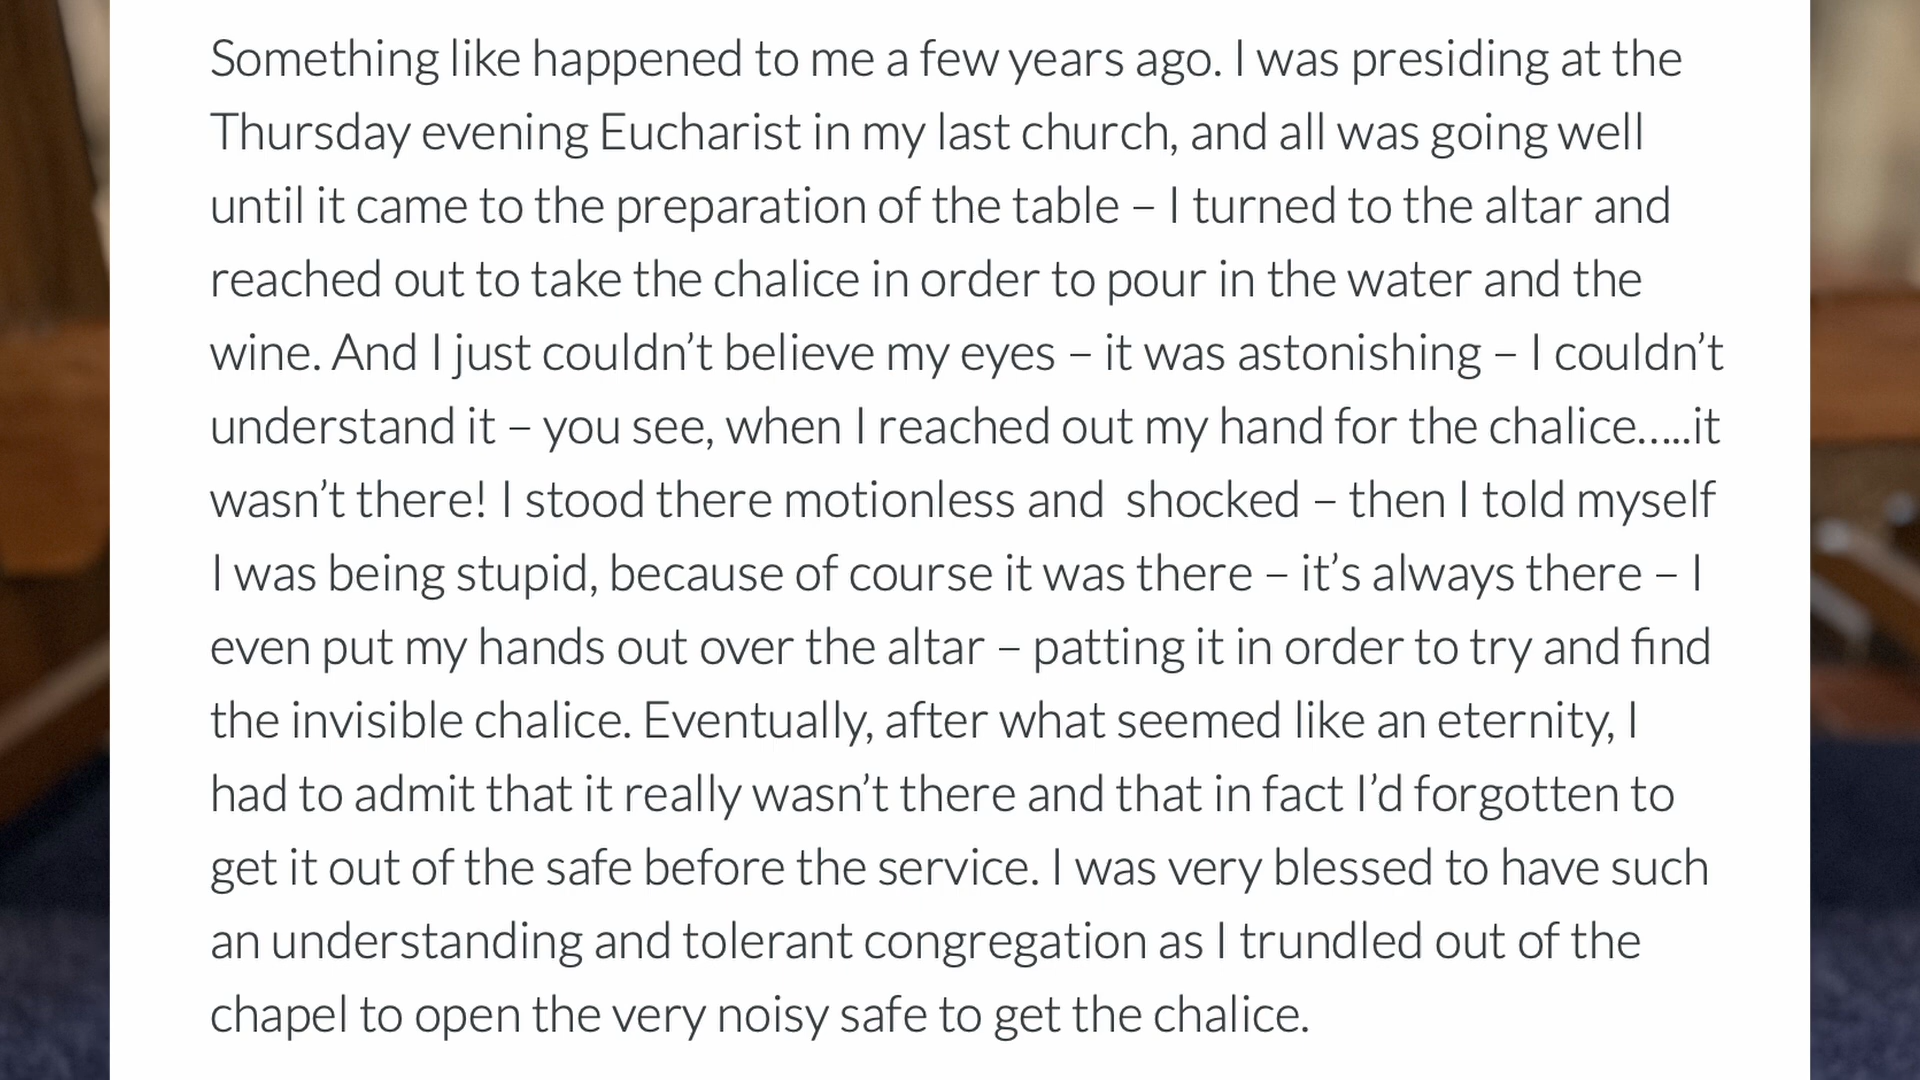 Something like happened to me a few years ago. I was presiding at the
Thursday evening Eucharist in my last church, and all was going well
until it came to the preparation of the table – I turned to the altar and
reached out to take the chalice in order to pour in the water and the
wine. And I just couldn’t believe my eyes – it was astonishing – I couldn’t
understand it – you see, when I reached out my hand for the chalice…..it
wasn’t there! I stood there motionless and  shocked – then I told myself
I was being stupid, because of course it was there – it’s always there – I
even put my hands out over the altar – patting it in order to try and find
the invisible chalice. Eventually, after what seemed like an eternity, I
had to admit that it really wasn’t there and that in fact I’d forgotten to
get it out of the safe before the service. I was very blessed to have such
an understanding and tolerant congregation as I trundled out of the
chapel to open the very noisy safe to get the chalice.